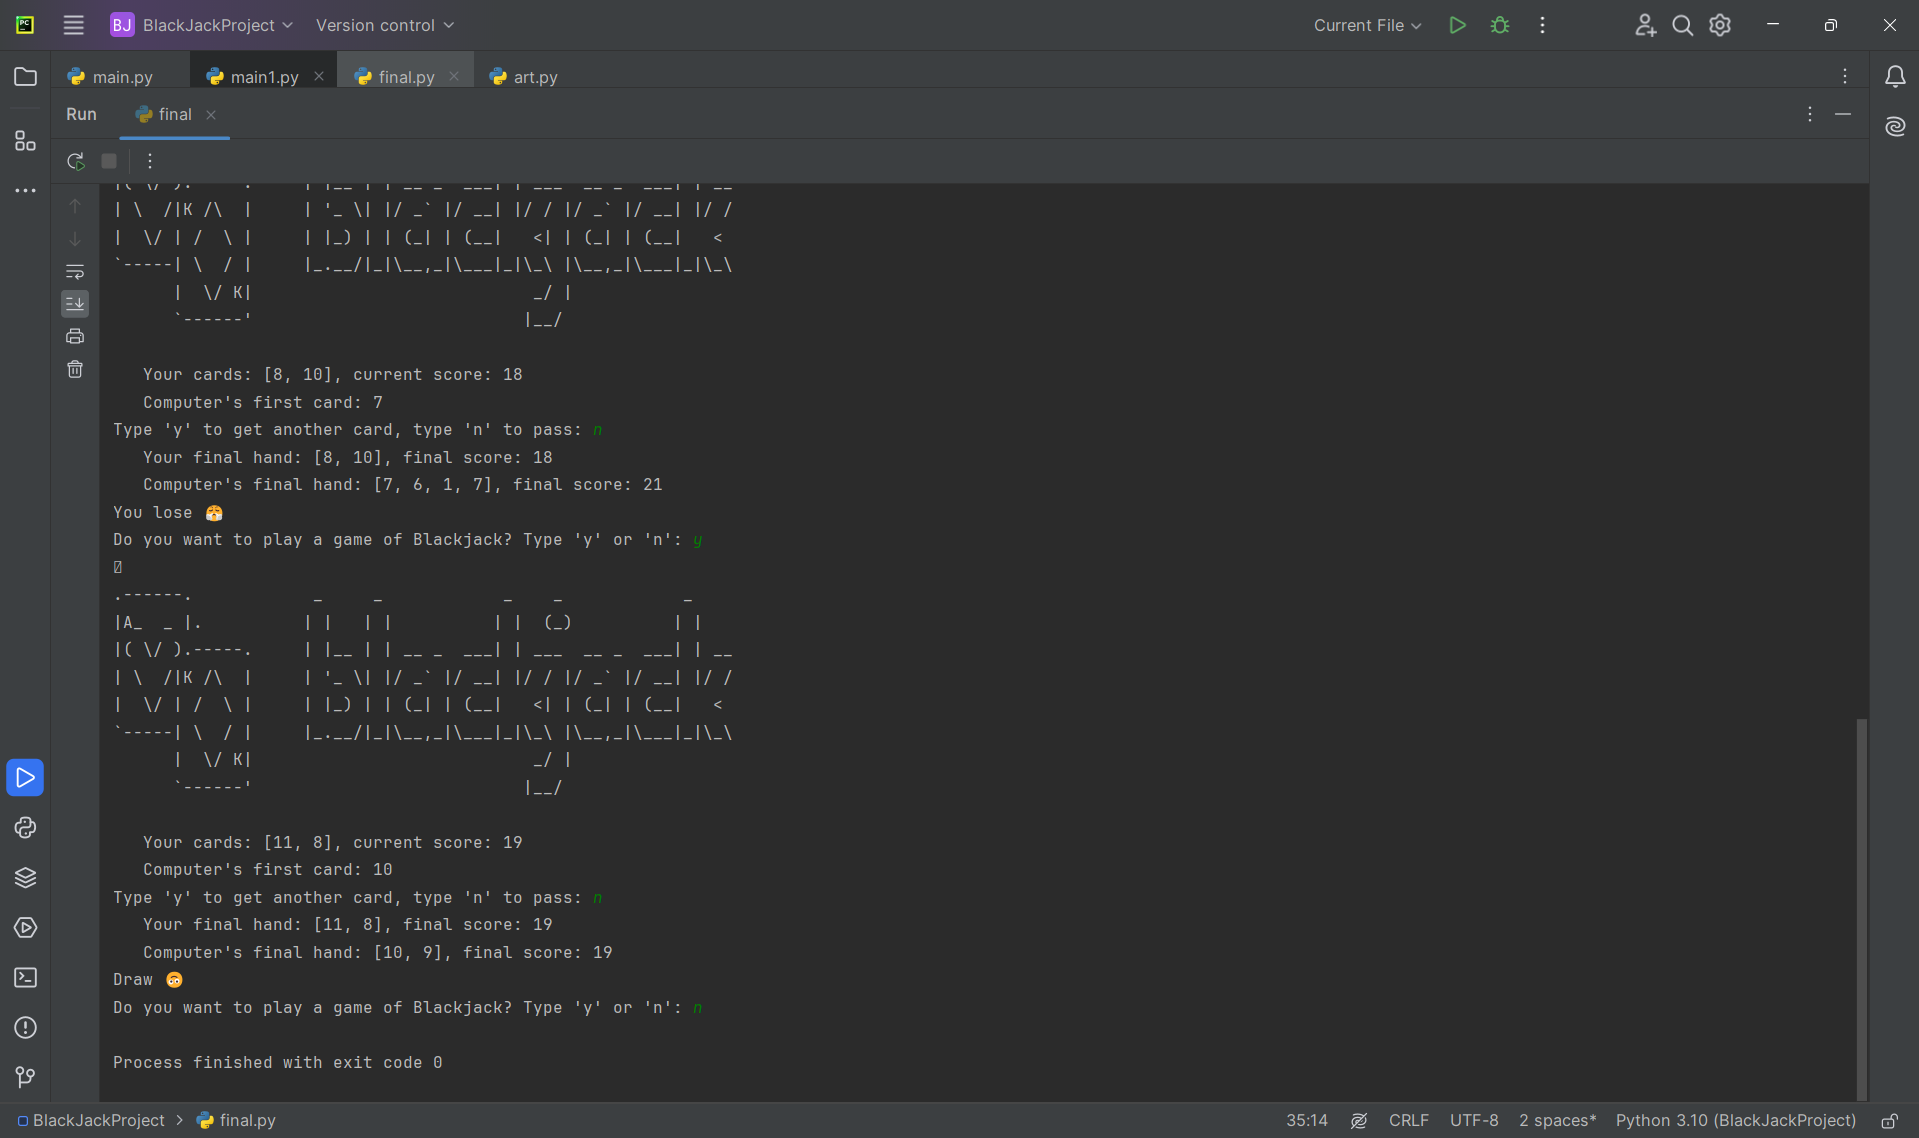 PC BJ BlackJackProject Version control Current File
main.py main1.py final.py art.py
Run final
|( \/ ).-----.     | |__ | | __ _  ___| | ___  __ _  ___| | __
| \  /|K /\  |     | '_ \| |/ _` |/ __| |/ / |/ _` |/ __| |/ /
|  \/ | /  \ |     | |_) | | (_| | (__|   <| | (_| | (__|   <
`-----| \  / |     |_.__/|_|\__,_|\___|_|\_\ |\__,_|\___|_|\_\
      |  \/ K|                            _/ |
      `------'                           |__/
Your cards: [8, 10], current score: 18
Computer's first card: 7
Type 'y' to get another card, type 'n' to pass: n
Your final hand: [8, 10], final score: 18
Computer's final hand: [7, 6, 1, 7], final score: 21
You lose 😤
Do you want to play a game of Blackjack? Type 'y' or 'n': y
.------.            _     _            _    _            _
|A_  _ |.          | |   | |          | |  (_)          | |
|( \/ ).-----.     | |__ | | __ _  ___| | ___  __ _  ___| | __
| \  /|K /\  |     | '_ \| |/ _` |/ __| |/ / |/ _` |/ __| |/ /
|  \/ | /  \ |     | |_) | | (_| | (__|   <| | (_| | (__|   <
`-----| \  / |     |_.__/|_|\__,_|\___|_|\_\ |\__,_|\___|_|\_\
      |  \/ K|                            _/ |
      `------'                           |__/
Your cards: [11, 8], current score: 19
Computer's first card: 10
Type 'y' to get another card, type 'n' to pass: n
Your final hand: [11, 8], final score: 19
Computer's final hand: [10, 9], final score: 19
Draw 🙃
Do you want to play a game of Blackjack? Type 'y' or 'n': n
Process finished with exit code 0
BlackJackProject > final.py 35:14 CRLF UTF-8 2 spaces* Python 3.10 (BlackJackProject)